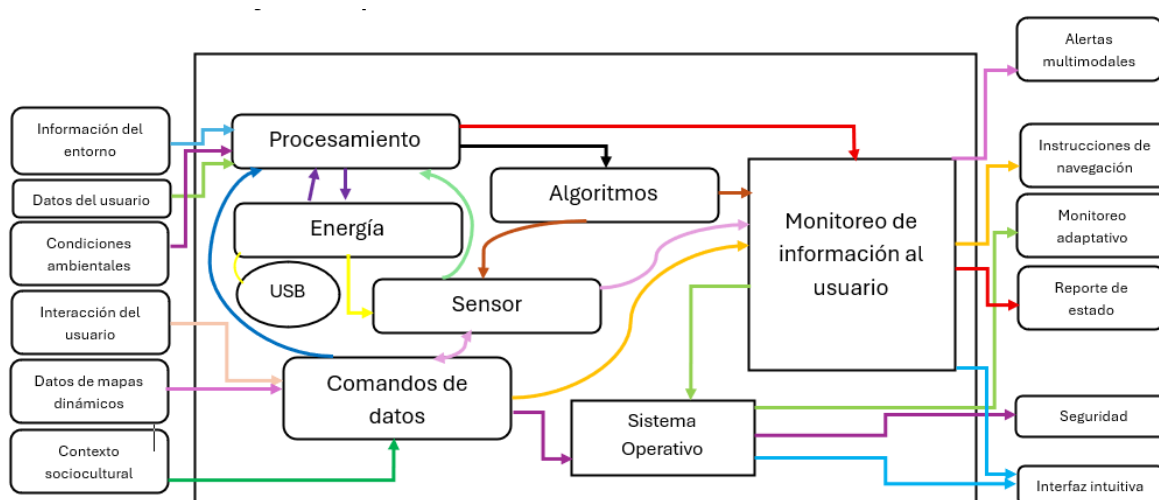 Información del
entorno
Datos del usuario
Condiciones
ambientales
Interacción del
usuario
Datos de mapas
dinámicos
Contexto
sociocultural
Procesamiento
Energía
USB
Algoritmos
Sensor
Comandos de
datos
Sistema
Operativo
Monitoreo de
información al
usuario
Alertas
multimodales
Instrucciones de
navegación
Monitoreo
adaptativo
Reporte de
estado
Seguridad
Interfaz intuitiva